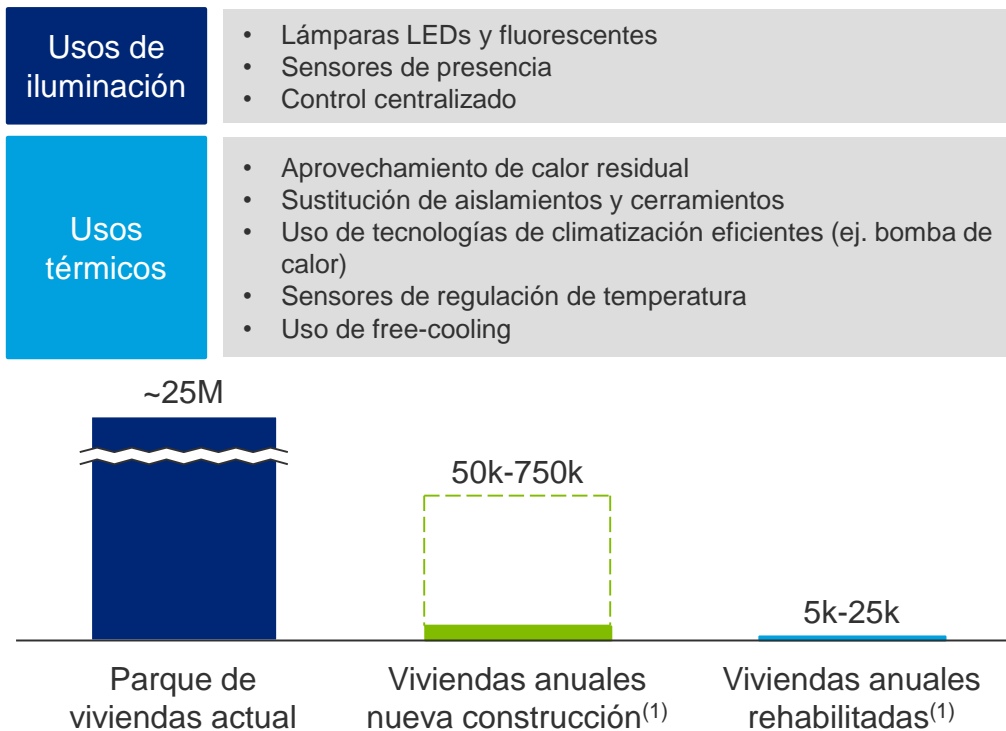 Usos de
iluminación
• Lámparas LEDs y fluorescentes
• Sensores de presencia
• Control centralizado
Usos
térmicos
• Aprovechamiento de calor residual
• Sustitución de aislamientos y cerramientos
• Uso de tecnologías de climatización eficientes (ej. bomba de
calor)
• Sensores de regulación de temperatura
• Uso de free-cooling
~25M
50k-750k
5k-25k
Parque de
viviendas actual
Viviendas anuales
nueva construcción(1)
Viviendas anuales
rehabilitadas(1)